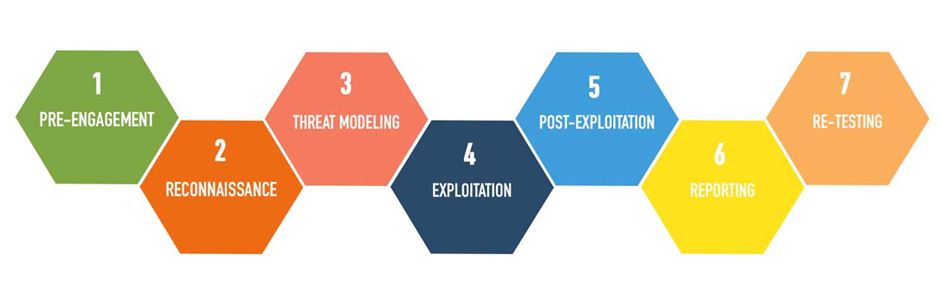 1
PRE-ENGAGEMENT
2
RECONNAISSANCE
3
THREAT MODELING
4
EXPLOITATION
5
POST-EXPLOITATION
6
REPORTING
7
RE-TESTING